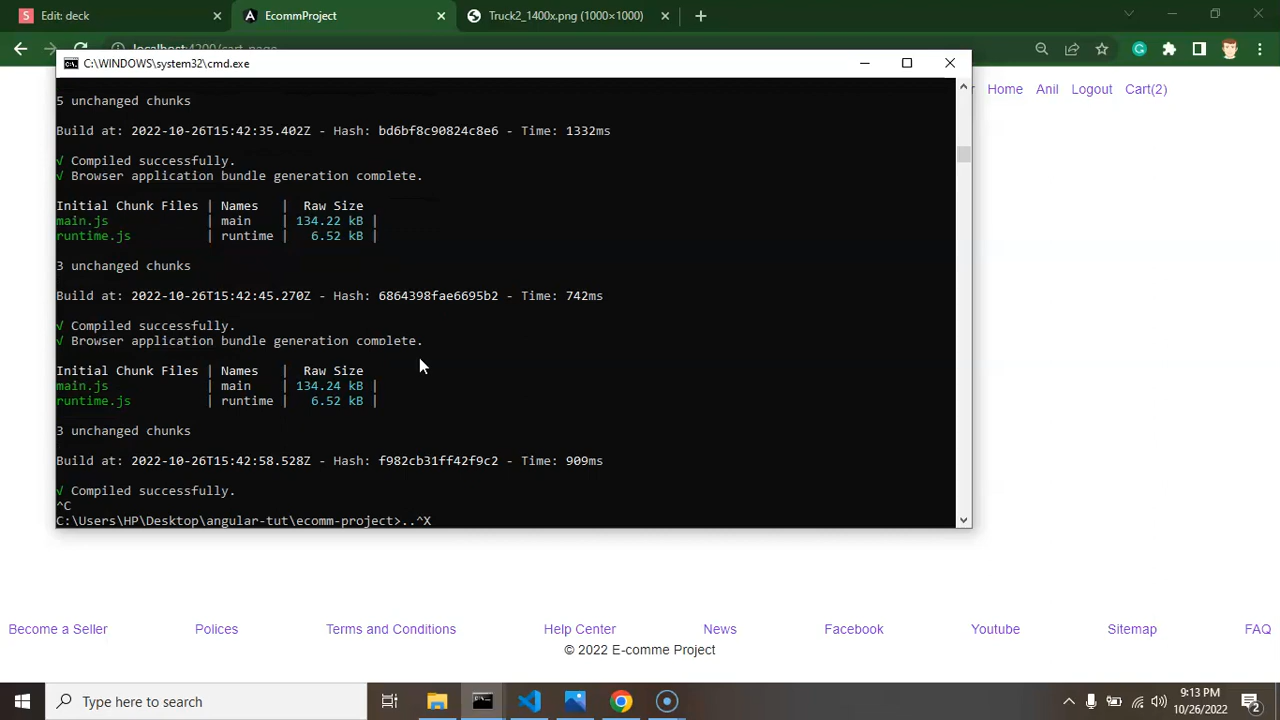 Edit: deck
EcommProject
Truck2_1400x.png (1000×1000)
localhost:4200/cart-page
C:\WINDOWS\system32\cmd.exe
Home Anil Logout Cart(2)
5 unchanged chunks
Build at: 2022-10-26T15:42:35.402Z - Hash: bd6bf8c90824c8e6 - Time: 1332ms
√ Compiled successfully.
√ Browser application bundle generation complete.
Initial Chunk Files | Names | Raw Size
main.js | main | 134.22 kB |
runtime.js | runtime | 6.52 kB |
3 unchanged chunks
Build at: 2022-10-26T15:42:45.270Z - Hash: 6864398fae6695b2 - Time: 742ms
√ Compiled successfully.
√ Browser application bundle generation complete.
Initial Chunk Files | Names | Raw Size
main.js | main | 134.24 kB |
runtime.js | runtime | 6.52 kB |
3 unchanged chunks
Build at: 2022-10-26T15:42:58.528Z - Hash: f982cb31ff42f9c2 - Time: 909ms
√ Compiled successfully.
^C
C:\Users\HP\Desktop\angular-tut\ecomm-project>..^X
Become a Seller Polices Terms and Conditions Help Center News Facebook Youtube Sitemap FAQ
© 2022 E-comme Project
Type here to search
9:13 PM
10/26/2022
2